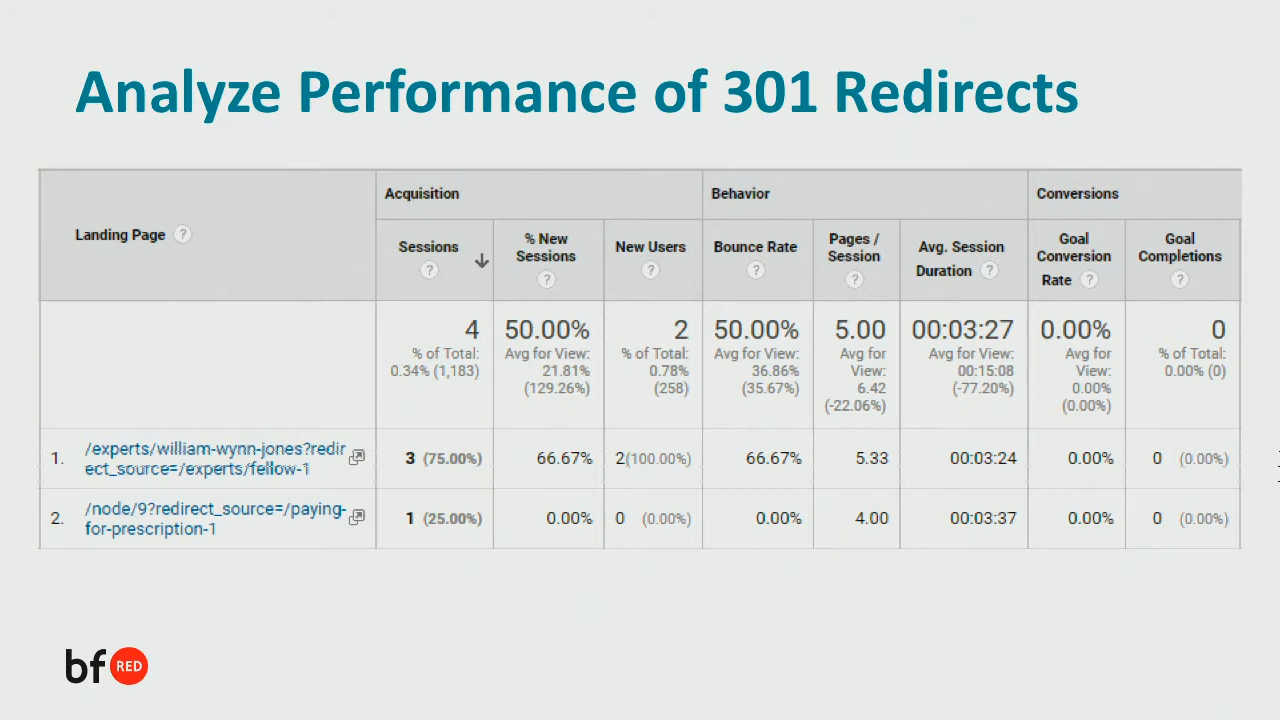 Analyze Performance of 301 Redirects
Acquisition
Behavior
Conversions
Landing Page ?
Sessions
?
% New
Sessions
?
New Users
?
Bounce Rate
?
Pages /
Session
?
Avg. Session
Duration ?
Goal
Conversion
Rate ?
Goal
Completions
?
4
% of Total:
0.34% (1,183)
50.00%
Avg for View:
21.81%
(129.26%)
2
% of Total:
0.78%
(258)
50.00%
Avg for View:
36.86%
(35.67%)
5.00
Avg for
View:
6.42
(-22.06%)
00:03:27
Avg for View:
00:15:08
(-77.20%)
0.00%
Avg for
View:
0.00%
(0.00%)
0
% of Total:
0.00% (0)
1. /experts/william-wynn-jones?redir
ect_source=/experts/fellow-1
3 (75.00%) 66.67% 2(100.00%) 66.67% 5.33 00:03:24 0.00% 0 (0.00%)
2. /node/9?redirect_source=/paying-
for-prescription-1
1 (25.00%) 0.00% 0 (0.00%) 0.00% 4.00 00:03:37 0.00% 0 (0.00%)
bf RED